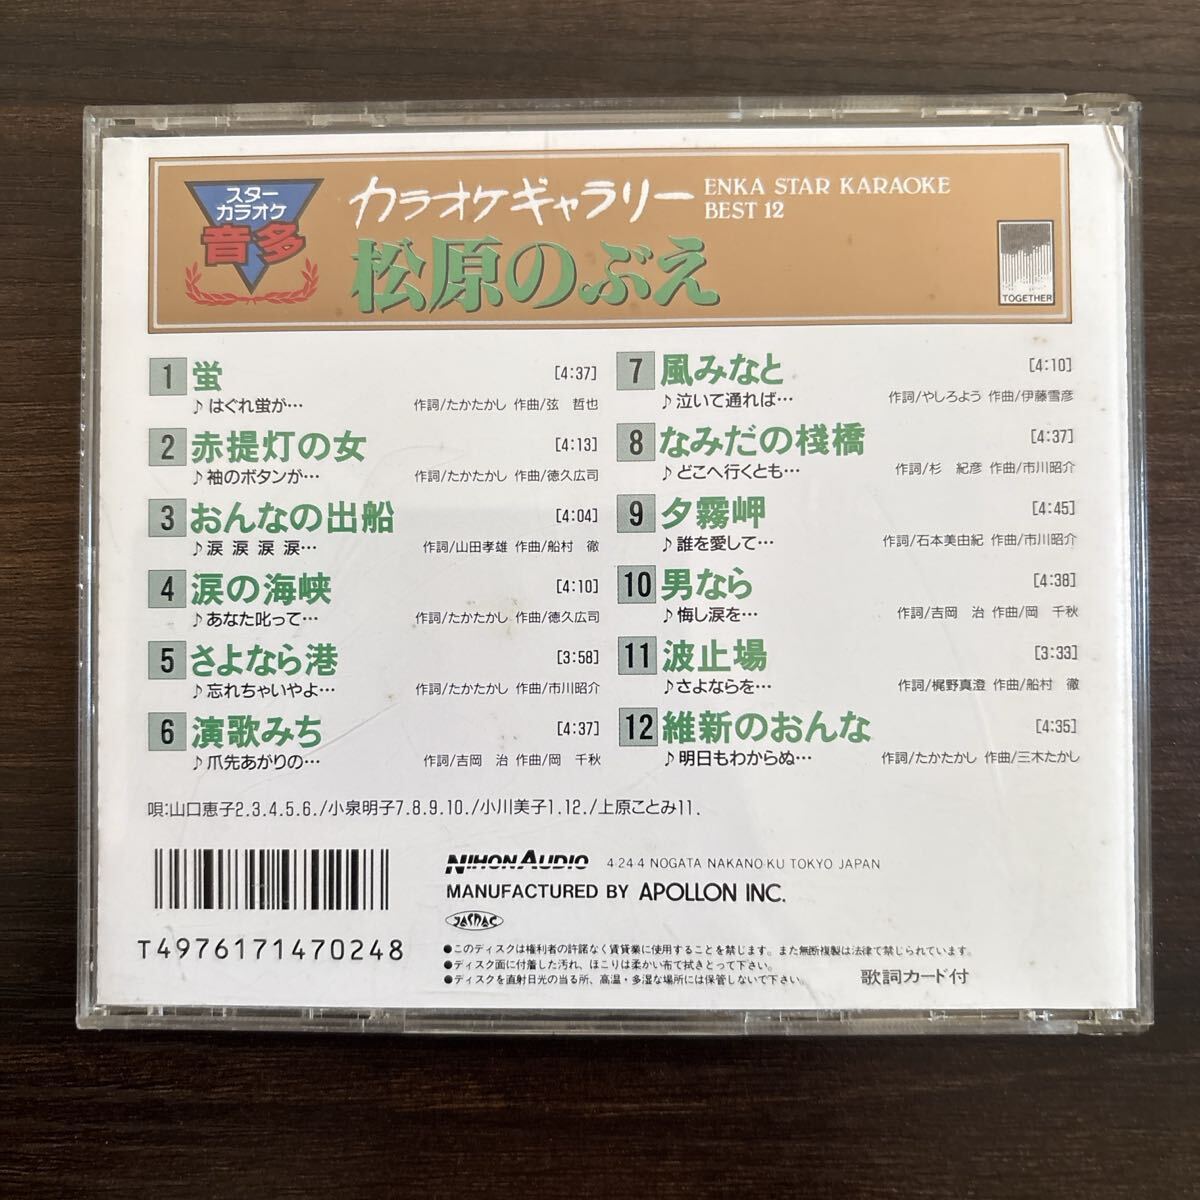 スター
カラオケ
音多
カラオケギャラリー
ENKA STAR KARAOKE
BEST 12
松原のぶえ
TOGETHER
1 蛍 [4:37]
♪はぐれ蛍が… 作詞/たかたかし 作曲/弦 哲也
2 赤提灯の女 [4:13]
♪袖のボタンが… 作詞/たかたかし 作曲/徳久広司
3 おんなの出船 [4:04]
♪涙 涙 涙 涙… 作詞/山田孝雄 作曲/船村 徹
4 涙の海峡 [4:10]
♪あなた叱って… 作詞/たかたかし 作曲/徳久広司
5 さよなら港 [3:58]
♪忘れちゃいやよ… 作詞/たかたかし 作曲/市川昭介
6 演歌みち [4:37]
♪爪先あがりの… 作詞/吉岡 治 作曲/岡 千秋
7 風みなと [4:10]
♪泣いて通れば… 作詞/やしろよう 作曲/伊藤雪彦
8 なみだの棧橋 [4:37]
♪どこへ行くとも… 作詞/杉 紀彦 作曲/市川昭介
9 夕霧岬 [4:45]
♪誰を愛して… 作詞/石本美由紀 作曲/市川昭介
10 男なら [4:38]
♪悔し涙を… 作詞/吉岡 治 作曲/岡 千秋
11 波止場 [3:33]
♪さよならを… 作詞/梶野真澄 作曲/船村 徹
12 維新のおんな [4:35]
♪明日もわからぬ… 作詞/たかたかし 作曲/三木たかし
唄:山口恵子2.3.4.5.6./小泉明子7.8.9.10./小川美子1.12./上原ことみ11.
NIHON AUDIO 4-24-4 NOGATA NAKANO-KU TOKYO JAPAN
MANUFACTURED BY APOLLON INC.
JASRAC
T4976171470248
●このディスクは権利者の許諾なく賃貸業に使用することを禁じます。また無断複製は法律で禁じられています。
●ディスク面に付着した汚れ、ほこりは柔かい布で拭きとって下さい。
●ディスクを直射日光の当る所、高温・多湿な場所には保管しないで下さい。
歌詞カード付